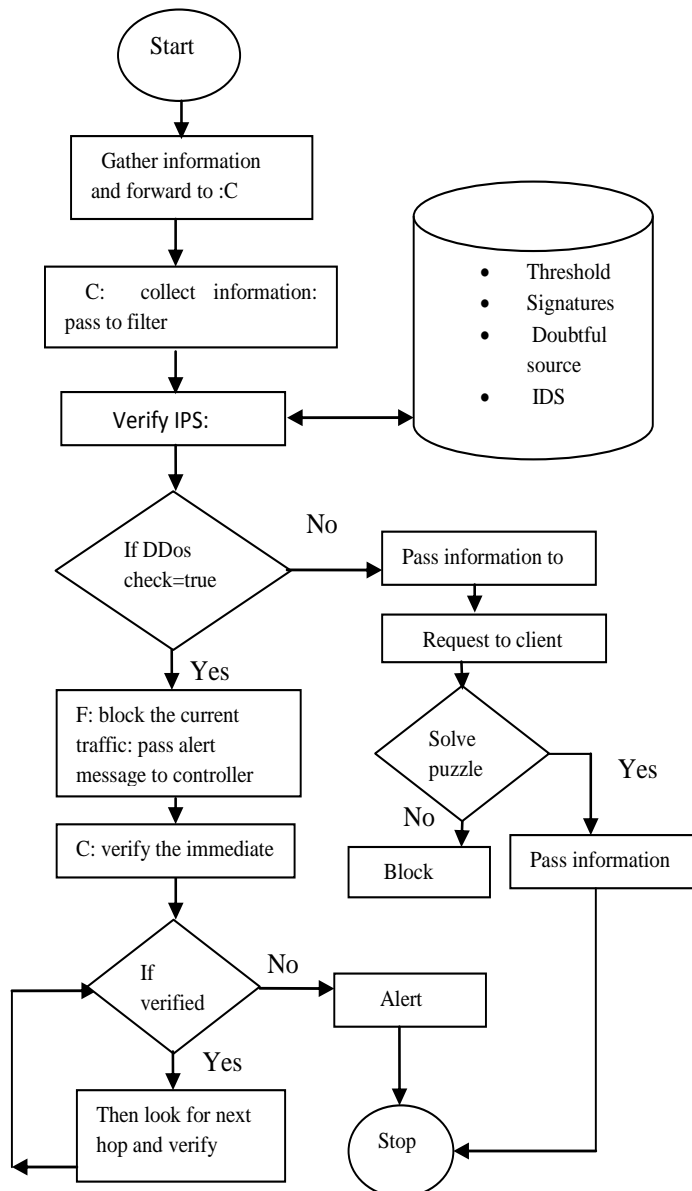 Start
Gather information
and forward to :C
C: collect information:
pass to filter
Verify IPS:
• Threshold
• Signatures
• Doubtful
source
• IDS
If DDos
check=true
No
Pass information to
Request to client
Yes
F: block the current
traffic: pass alert
message to controller
Solve
puzzle
Yes
No
C: verify the immediate
Block
Pass information
If
verified
No
Alert
Yes
Then look for next
hop and verify
Stop